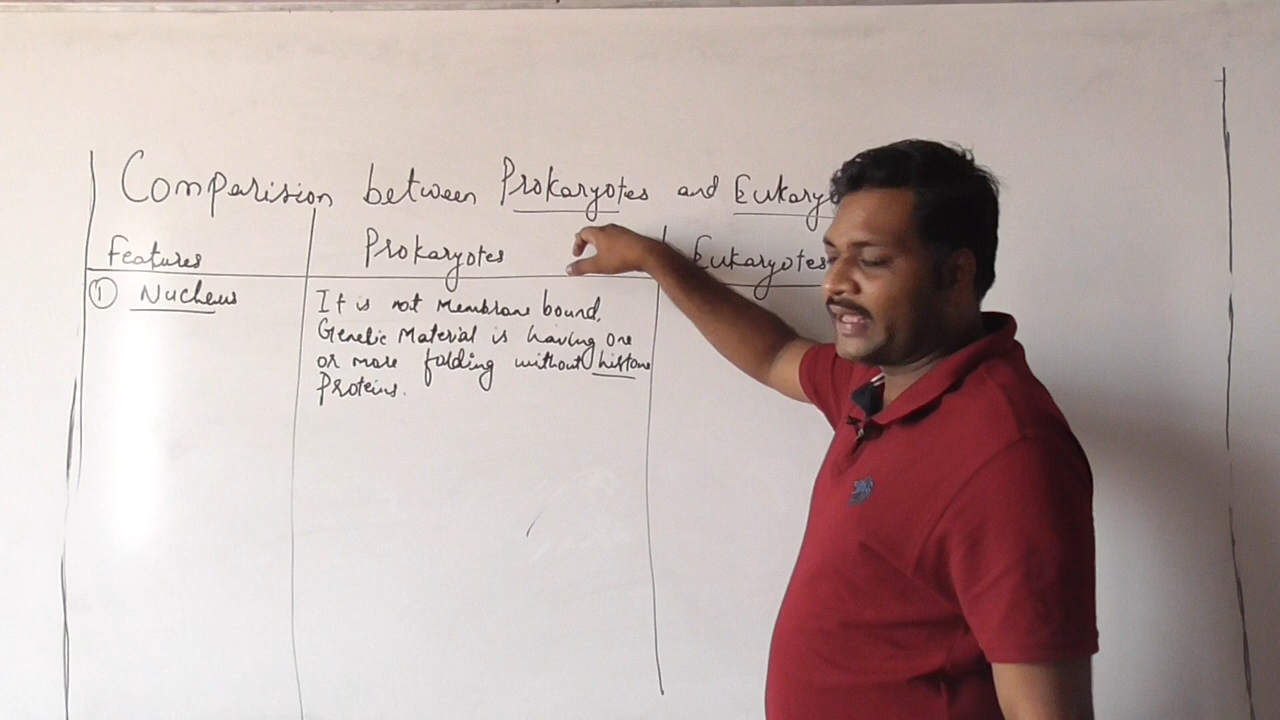 Comparision between Prokaryotes and Eukaryo
Features Prokaryotes Eukaryotes
① Nucleus It is not Membrane bound,
Genetic Material is having one
or more folding without histone
Proteins.